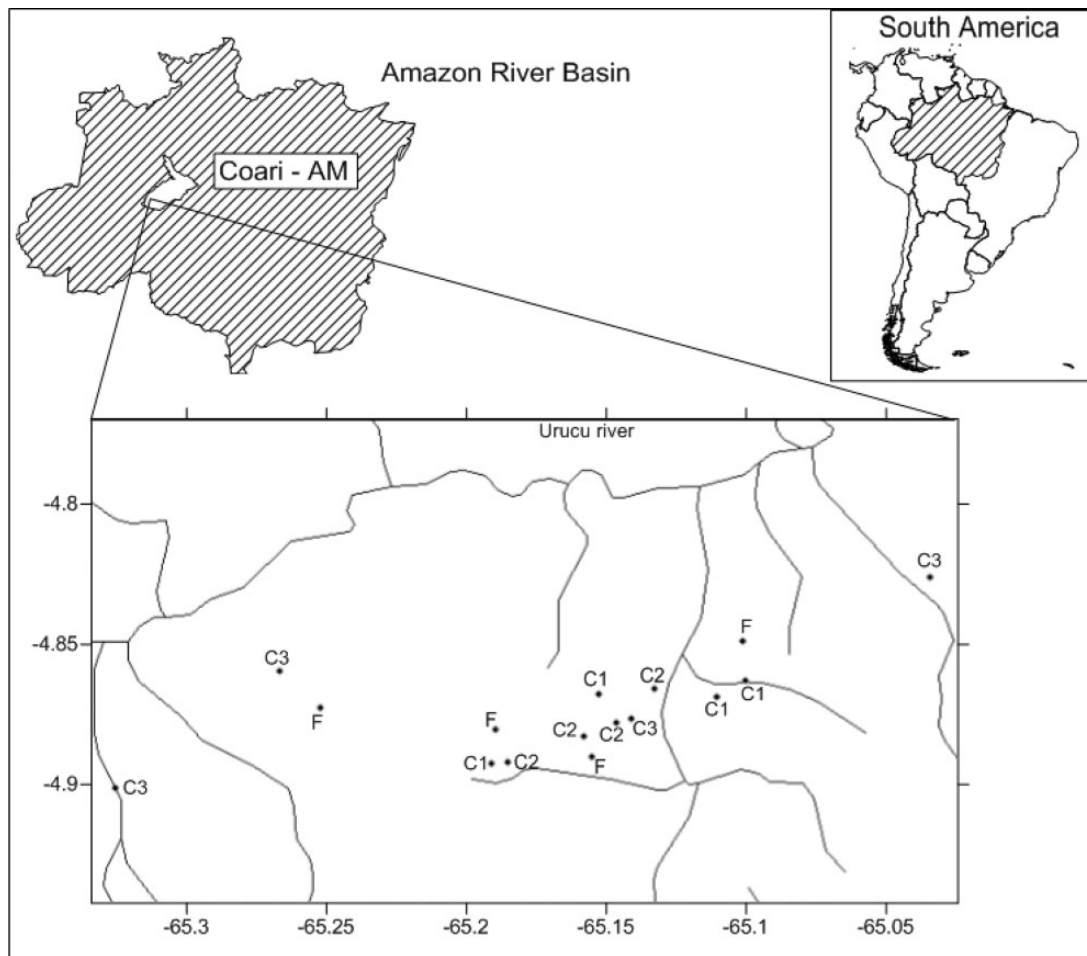 South America
Amazon River Basin
Coari - AM
Urucu river
-4.8
C3
F
-4.85
C3
C1
C2
C1
F
F
C2
C2
C3
C1
C1
C2
F
-4.9
C3
-65.3
-65.25
-65.2
-65.15
-65.1
-65.05